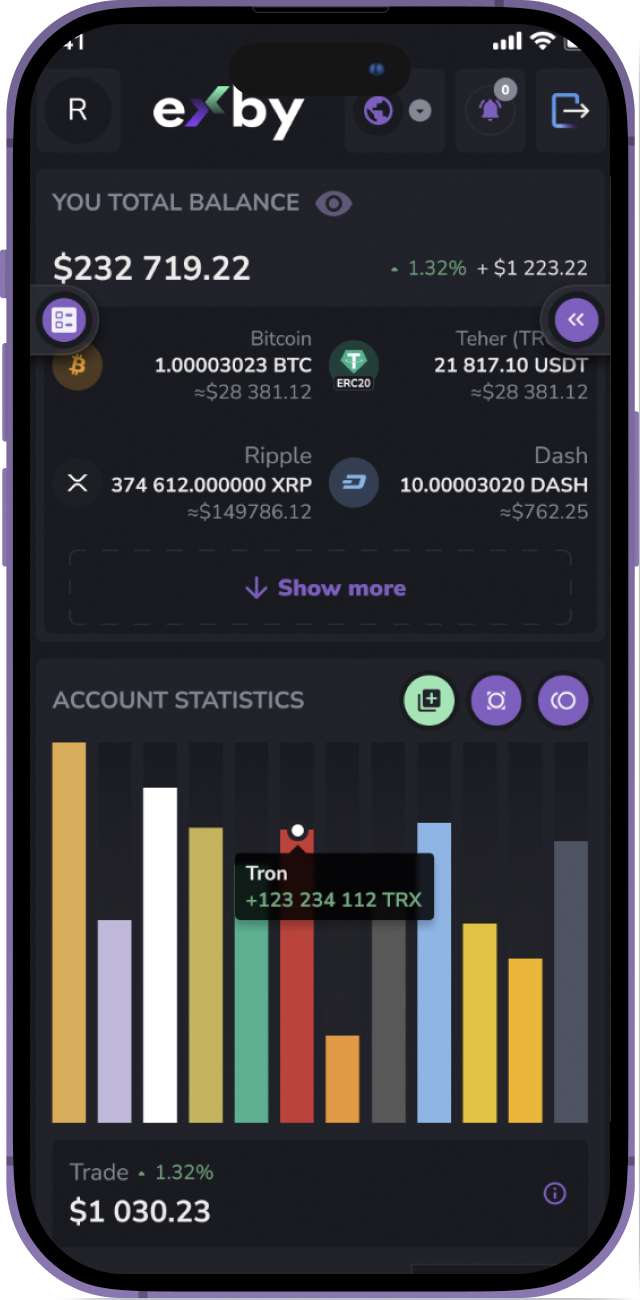 R
exby
0
YOU TOTAL BALANCE
$232 719.22
1.32% + $1 223.22
Bitcoin
1.00003023 BTC
≈$28 381.12
ERC20
Teher
21 817.10 USDT
≈$28 381.12
Ripple
374 612.000000 XRP
≈$149786.12
Dash
10.00003020 DASH
≈$762.25
Show more
ACCOUNT STATISTICS
Tron
+123 234 112 TRX
Trade 1.32%
$1 030.23